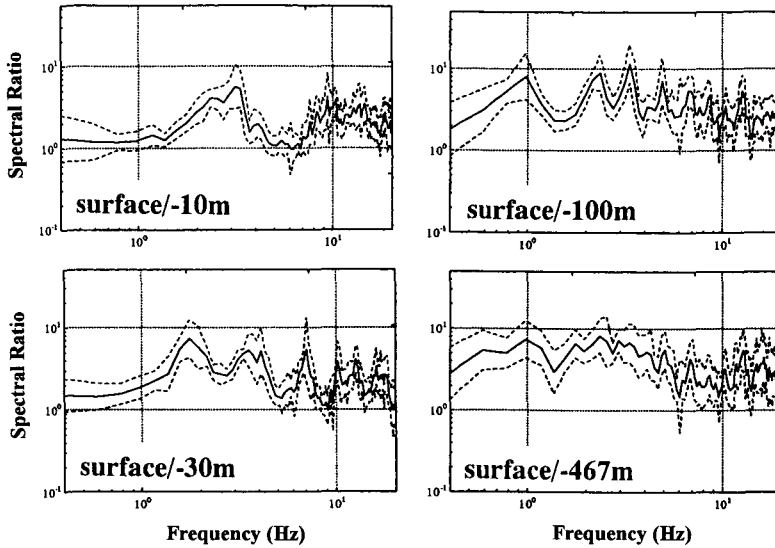 Spectral Ratio
10¹
10⁰
10⁻¹
surface/-10m
10⁰
10¹
10¹
10⁰
10⁻¹
surface/-100m
10⁰
10¹
Spectral Ratio
10¹
10⁰
10⁻¹
surface/-30m
10⁰
10¹
Frequency (Hz)
10¹
10⁰
10⁻¹
surface/-467m
10⁰
10¹
Frequency (Hz)